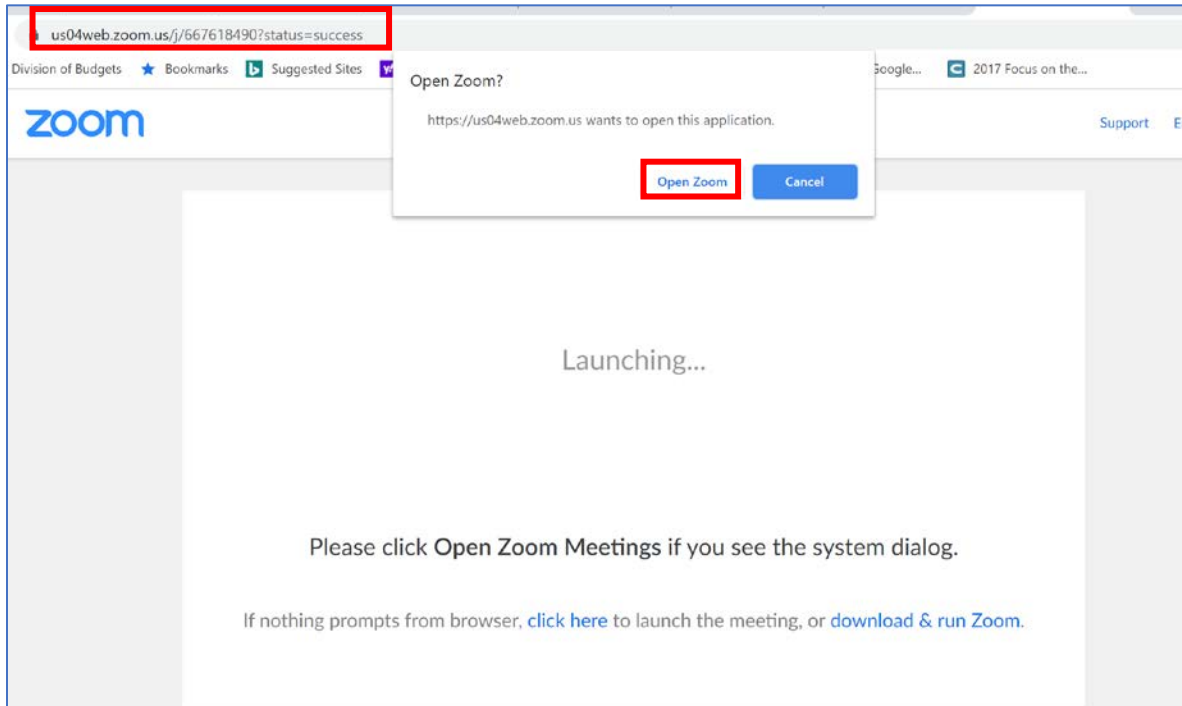 us04web.zoom.us/j/667618490?status=success
Division of Budgets Bookmarks Suggested Sites Google... 2017 Focus on the...
Open Zoom?
https://us04web.zoom.us wants to open this application.
Open Zoom Cancel
zoom Support
Launching...
Please click Open Zoom Meetings if you see the system dialog.
If nothing prompts from browser, click here to launch the meeting, or download & run Zoom.